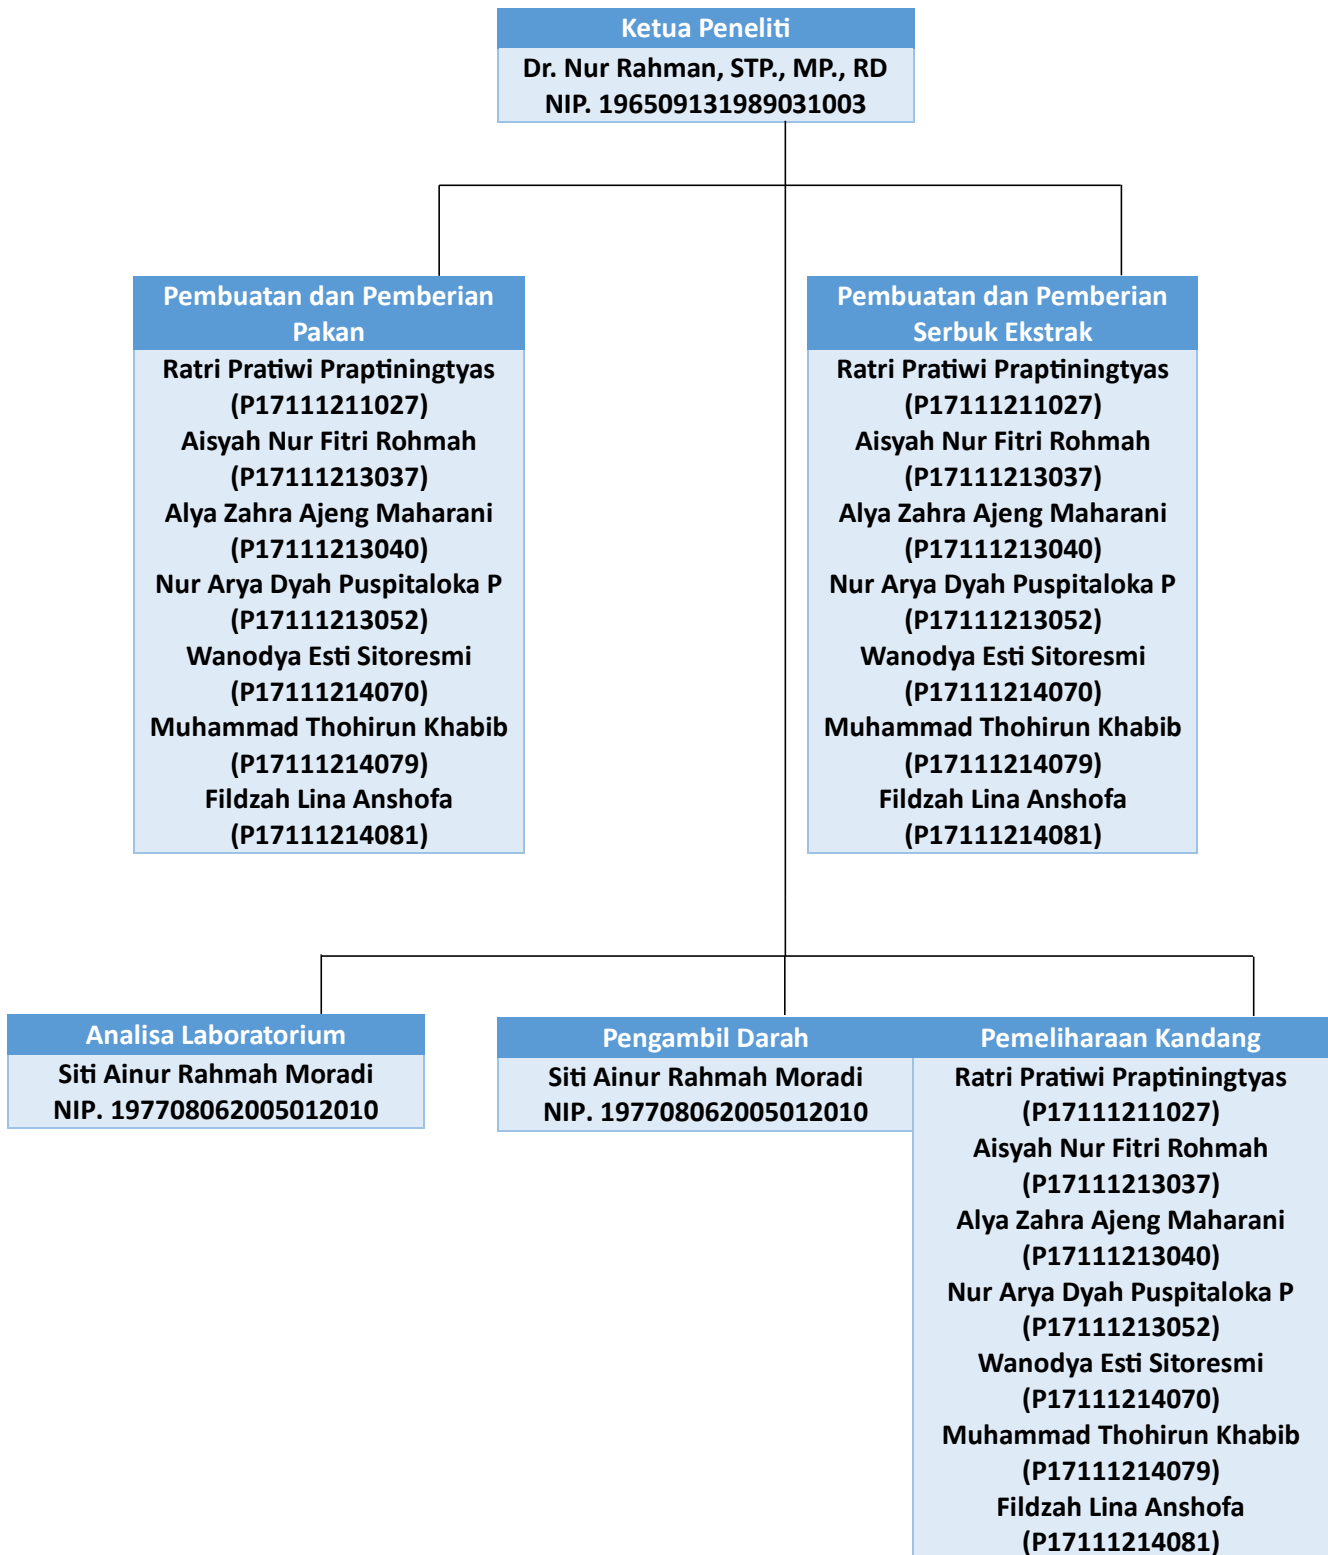 Ketua Peneliti
Dr. Nur Rahman, STP., MP., RD
NIP. 196509131989031003
Pembuatan dan Pemberian
Pakan
Ratri Pratiwi Praptiningtyas
(P17111211027)
Aisyah Nur Fitri Rohmah
(P17111213037)
Alya Zahra Ajeng Maharani
(P17111213040)
Nur Arya Dyah Puspitaloka P
(P17111213052)
Wanodya Esti Sitoresmi
(P17111214070)
Muhammad Thohirun Khabib
(P17111214079)
Fildzah Lina Anshofa
(P17111214081)
Pembuatan dan Pemberian
Serbuk Ekstrak
Ratri Pratiwi Praptiningtyas
(P17111211027)
Aisyah Nur Fitri Rohmah
(P17111213037)
Alya Zahra Ajeng Maharani
(P17111213040)
Nur Arya Dyah Puspitaloka P
(P17111213052)
Wanodya Esti Sitoresmi
(P17111214070)
Muhammad Thohirun Khabib
(P17111214079)
Fildzah Lina Anshofa
(P17111214081)
Analisa Laboratorium
Siti Ainur Rahmah Moradi
NIP. 197708062005012010
Pengambil Darah
Siti Ainur Rahmah Moradi
NIP. 197708062005012010
Pemeliharaan Kandang
Ratri Pratiwi Praptiningtyas
(P17111211027)
Aisyah Nur Fitri Rohmah
(P17111213037)
Alya Zahra Ajeng Maharani
(P17111213040)
Nur Arya Dyah Puspitaloka P
(P17111213052)
Wanodya Esti Sitoresmi
(P17111214070)
Muhammad Thohirun Khabib
(P17111214079)
Fildzah Lina Anshofa
(P17111214081)